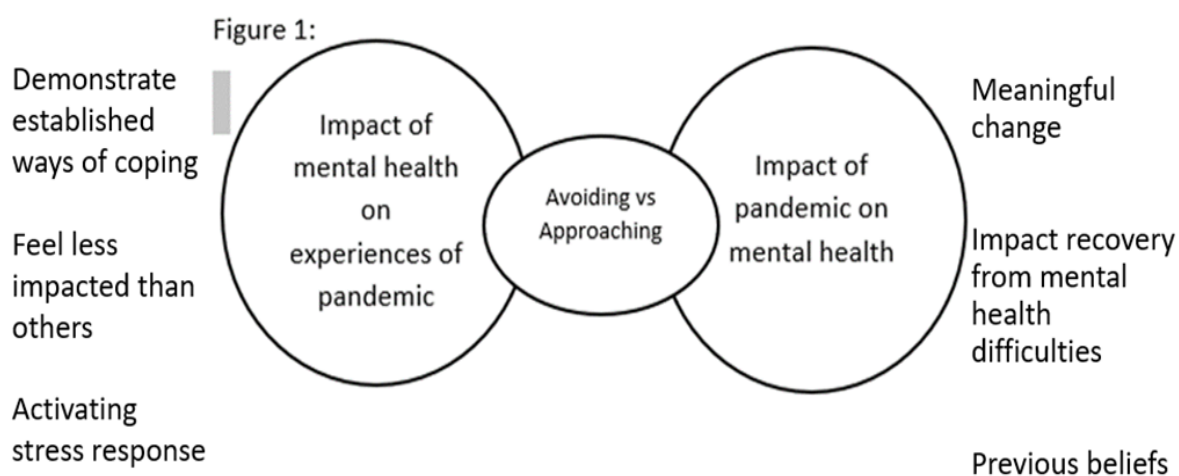 Figure 1:
Demonstrate
established
ways of coping
Feel less
impacted than
others
Activating
stress response
Impact of
mental health
on
experiences of
pandemic
Avoiding vs
Approaching
Impact of
pandemic on
mental health
Meaningful
change
Impact recovery
from mental
health
difficulties
Previous beliefs